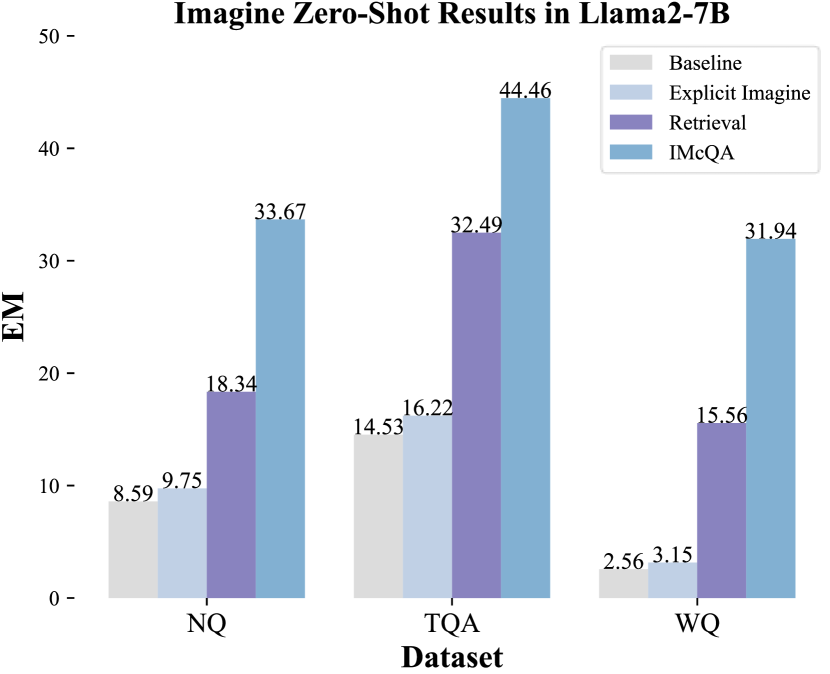 Imagine Zero-Shot Results in Llama2-7B
50
40
30
20
10
0
EM
Baseline
Explicit Imagine
Retrieval
IMcQA
8.59
9.75
18.34
33.67
14.53
16.22
32.49
44.46
2.56
3.15
15.56
31.94
NQ
TQA
WQ
Dataset